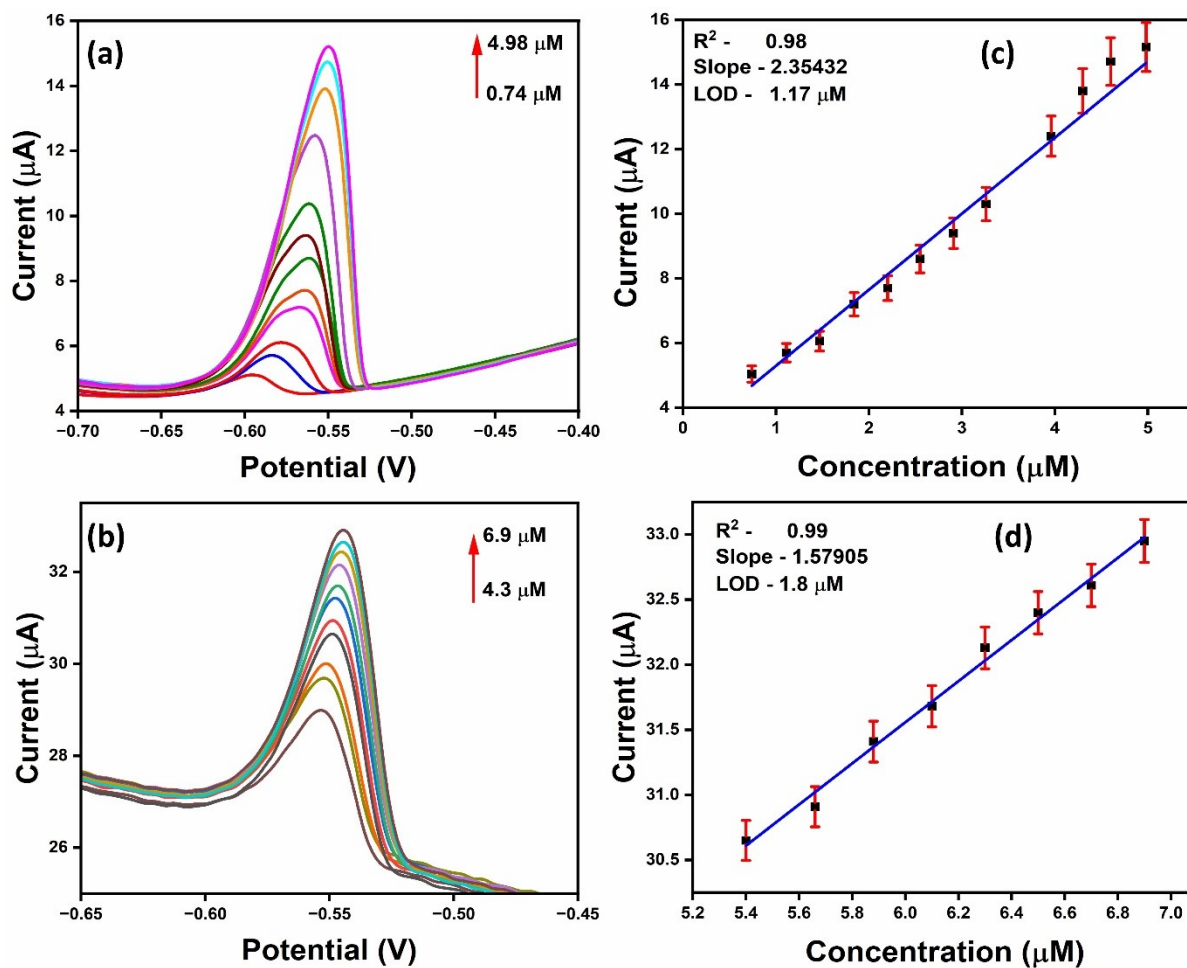 (a)
4.98 μM
0.74 μM
16
14
12
10
8
6
4
−0.70
−0.65
−0.60
−0.55
−0.50
−0.45
−0.40
Current (μA)
Potential (V)
(c)
R² - 0.98
Slope - 2.35432
LOD - 1.17 μM
16
14
12
10
8
6
4
0
1
2
3
4
5
6
Current (μA)
Concentration (μM)
(b)
6.9 μM
4.3 μM
32
30
28
26
−0.65
−0.60
−0.55
−0.50
−0.45
Current (μA)
Potential (V)
(d)
R² - 0.99
Slope - 1.57905
LOD - 1.8 μM
33.0
32.5
32.0
31.5
31.0
30.5
5.2
5.4
5.6
5.8
6.0
6.2
6.4
6.6
6.8
7.0
Current (μA)
Concentration (μM)